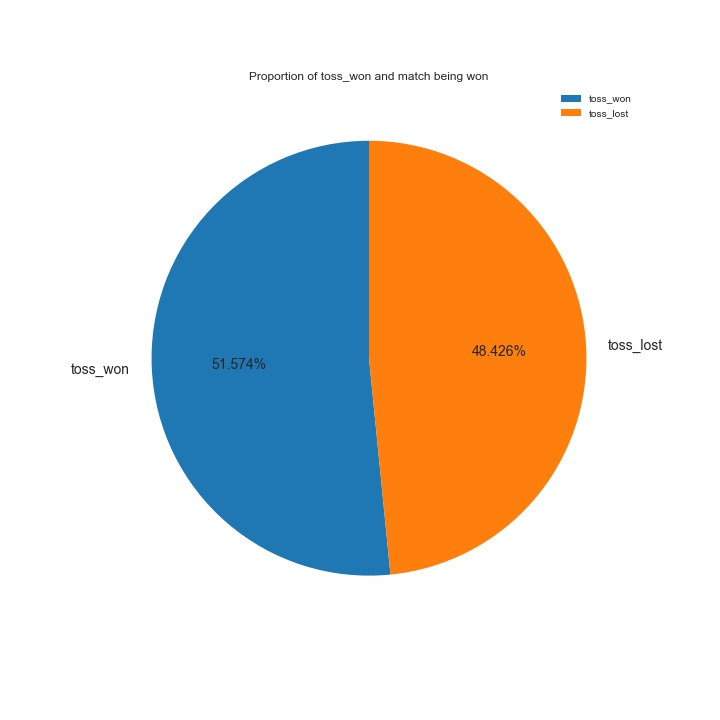 Proportion of toss_won and match being won
toss_won
toss_lost
toss_lost
48.426%
51.574%
toss_won